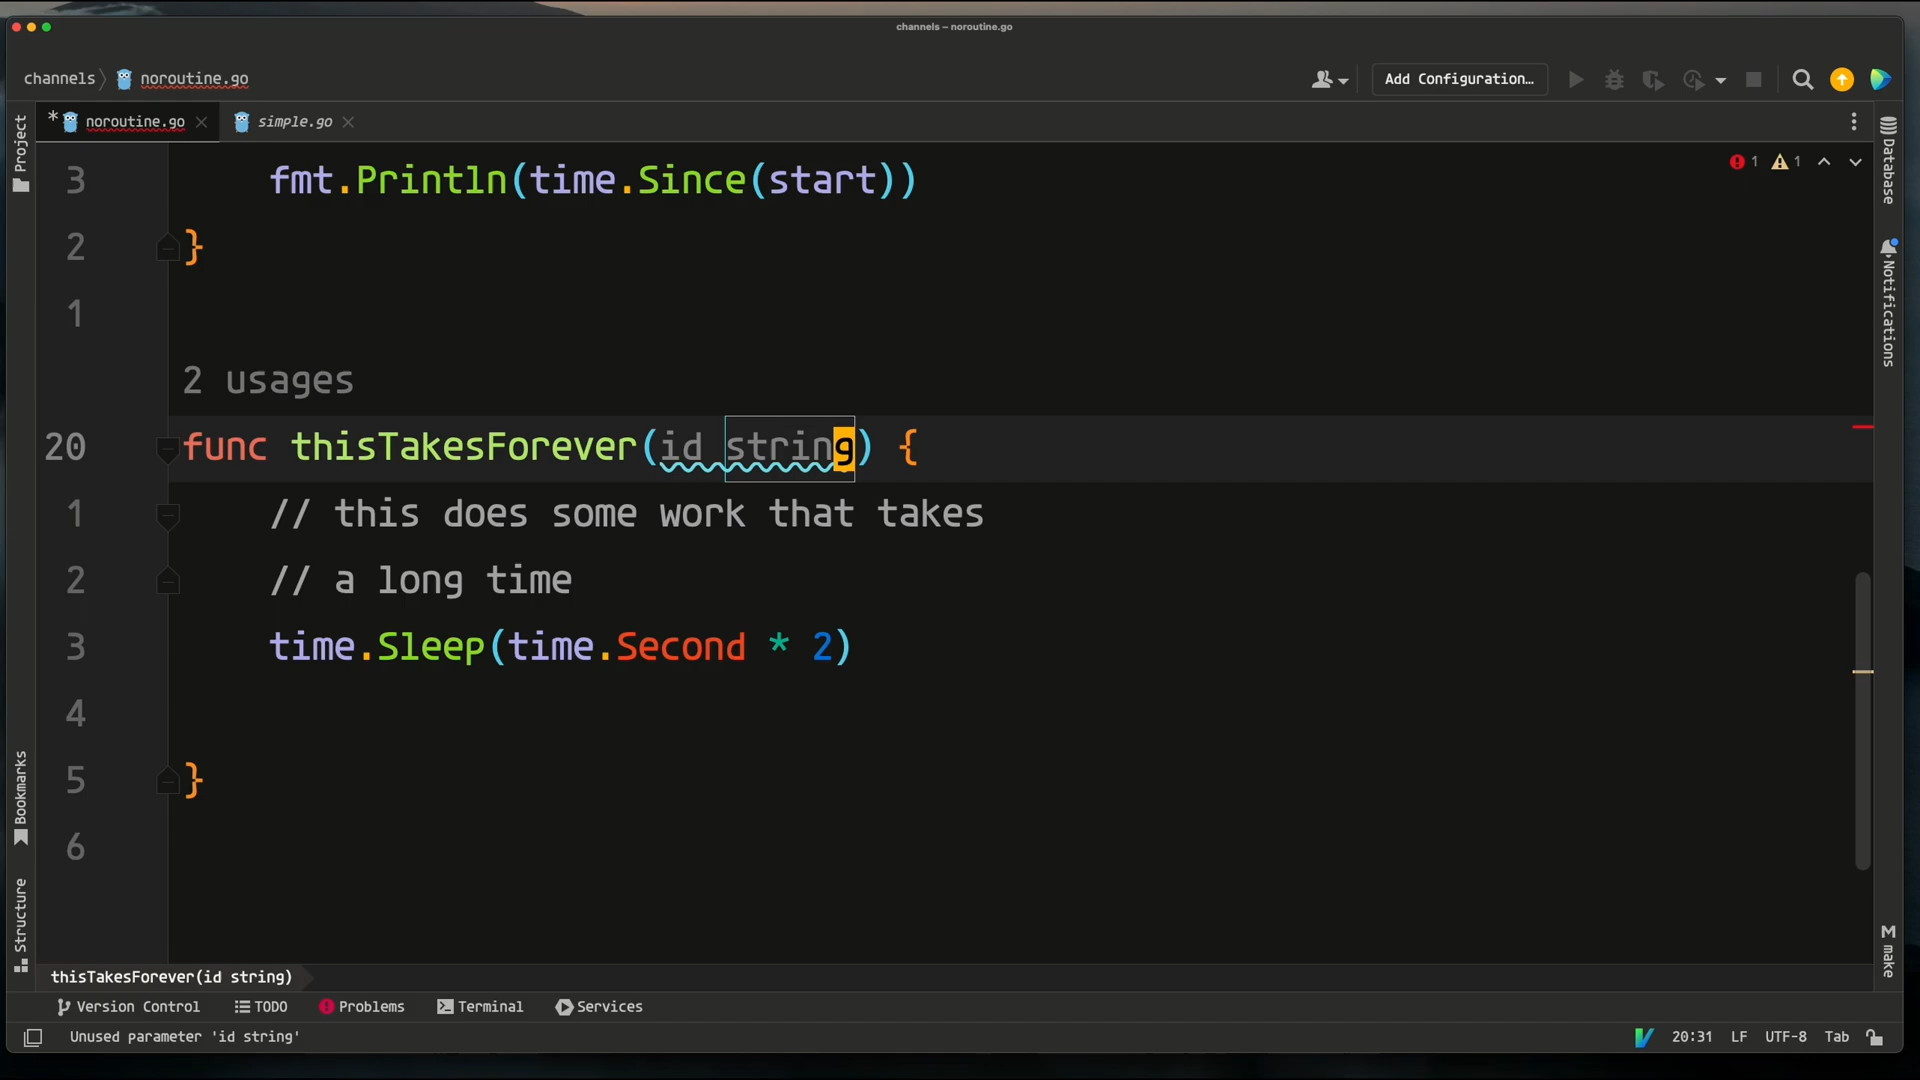 channels – noroutine.go
channels
noroutine.go
Add Configuration...
* noroutine.go
simple.go
1 1
Project
Database
Notifications
3 fmt.Println(time.Since(start))
2 }
1
2 usages
20 func thisTakesForever(id string) {
1 // this does some work that takes
2 // a long time
3 time.Sleep(time.Second * 2)
4
5 }
6
Bookmarks
Structure
M make
thisTakesForever(id string)
Version Control TODO Problems Terminal Services
Unused parameter 'id string' 20:31 LF UTF-8 Tab